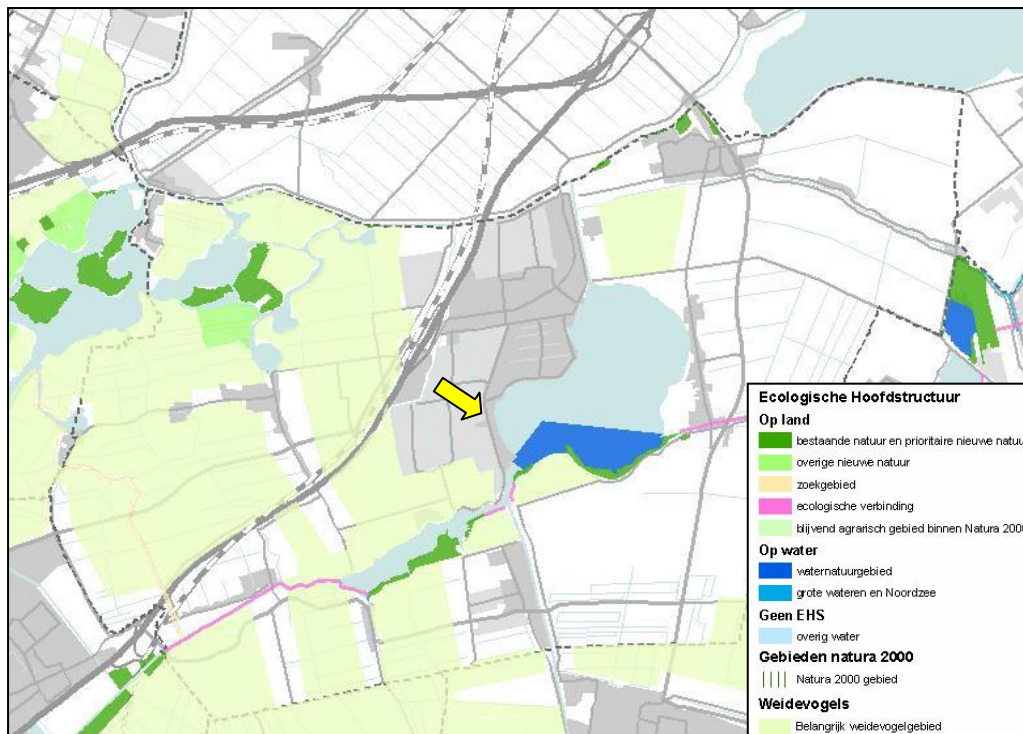 Ecologische Hoofdstructuur
Op land
bestaande natuur en prioritaire nieuwe natuu
overige nieuwe natuur
zoekgebied
ecologische verbinding
blijvend agrarisch gebied binnen Natura 200
Op water
waternatuurgebied
grote wateren en Noordzee
Geen EHS
overig water
Gebieden natura 2000
Natura 2000 gebied
Weidevogels
Belangrijk weidevogelgebied